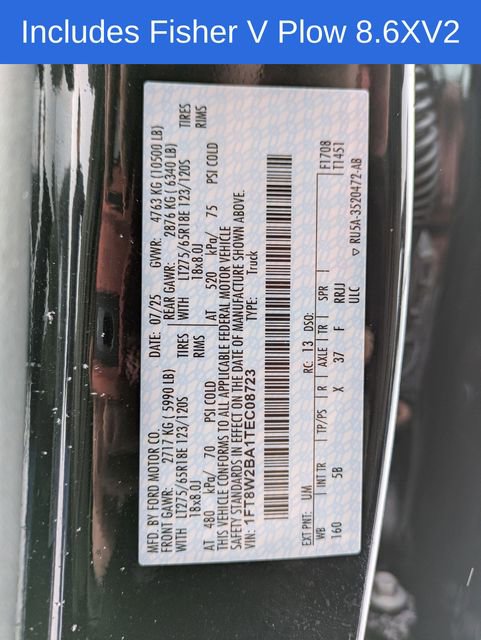 Includes Fisher V Plow 8.6XV2
MFD. BY FORD MOTOR CO. DATE: 07/25 GVWR: 4763 KG (10500 LB)
FRONT GAWR: 2717 KG (5990 LB) REAR GAWR: 2876 KG (6340 LB)
WITH LT275/65R18E 123/120S TIRES WITH LT275/65R18E 123/120S TIRES
18x8.0J RIMS 18x8.0J RIMS
AT 480 kPa/ 70 PSI COLD AT 520 kPa/ 75 PSI COLD
THIS VEHICLE CONFORMS TO ALL APPLICABLE FEDERAL MOTOR VEHICLE
SAFETY STANDARDS IN EFFECT ON THE DATE OF MANUFACTURE SHOWN ABOVE.
VIN: 1FT8W2BA1TEC08723 TYPE: Truck
EXT PNT: UM RC: 13 DSO:
WB INT TR TP/PS R AXLE TR SPR F1708
160 5B X 37 F RRUJ T1451
ULC
▽ RU5A-3520472-AB